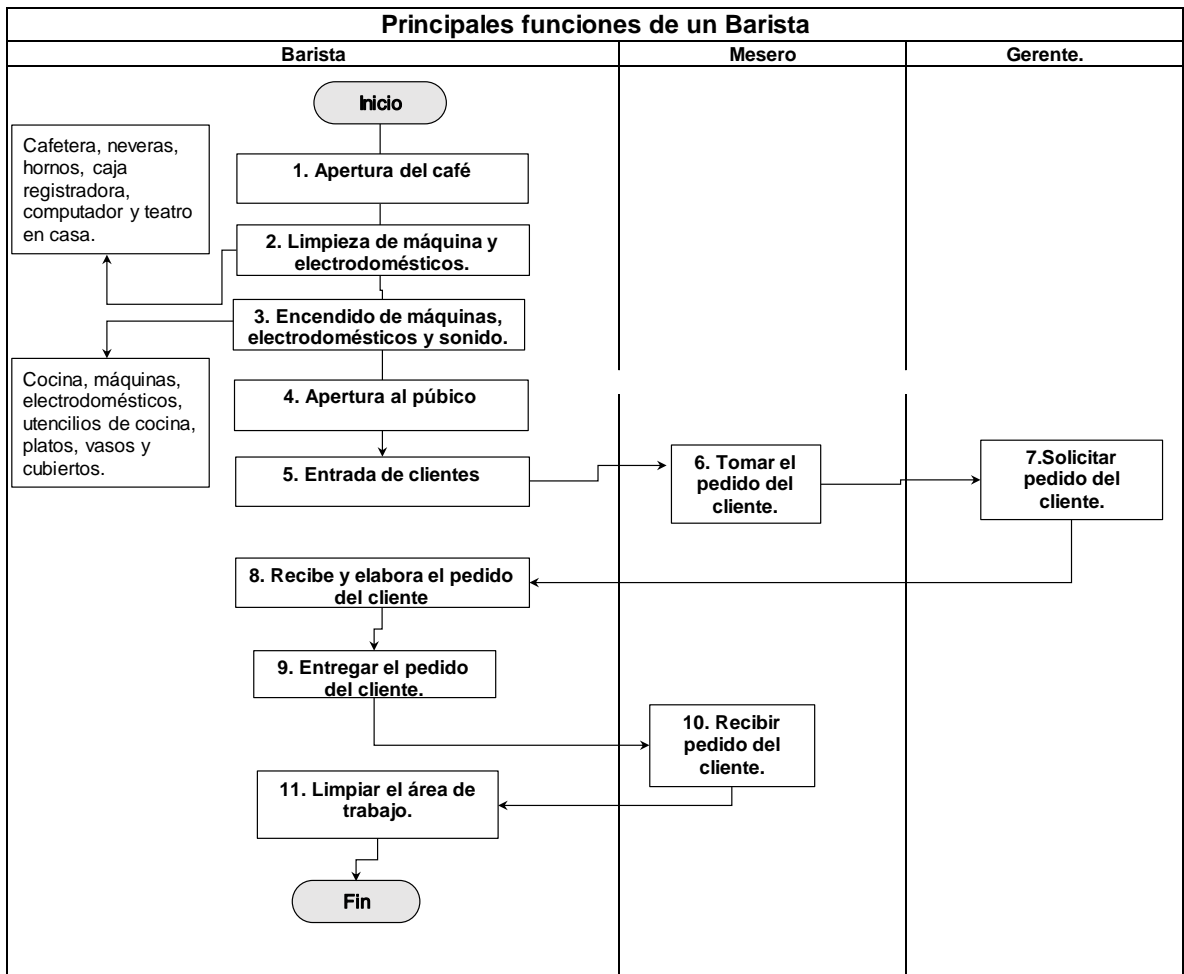 Principales funciones de un Barista
Barista
Mesero
Gerente.
Inicio
Cafetera, neveras,
hornos, caja
registradora,
computador y teatro
en casa.
1. Apertura del café
2. Limpieza de máquina y
electrodomésticos.
3. Encendido de máquinas,
electrodomésticos y sonido.
Cocina, máquinas,
electrodomésticos,
utencilios de cocina,
platos, vasos y
cubiertos.
4. Apertura al púbico
5. Entrada de clientes
6. Tomar el
pedido del
cliente.
7.Solicitar
pedido del
cliente.
8. Recibe y elabora el pedido
del cliente
9. Entregar el pedido
del cliente.
10. Recibir
pedido del
cliente.
11. Limpiar el área de
trabajo.
Fin